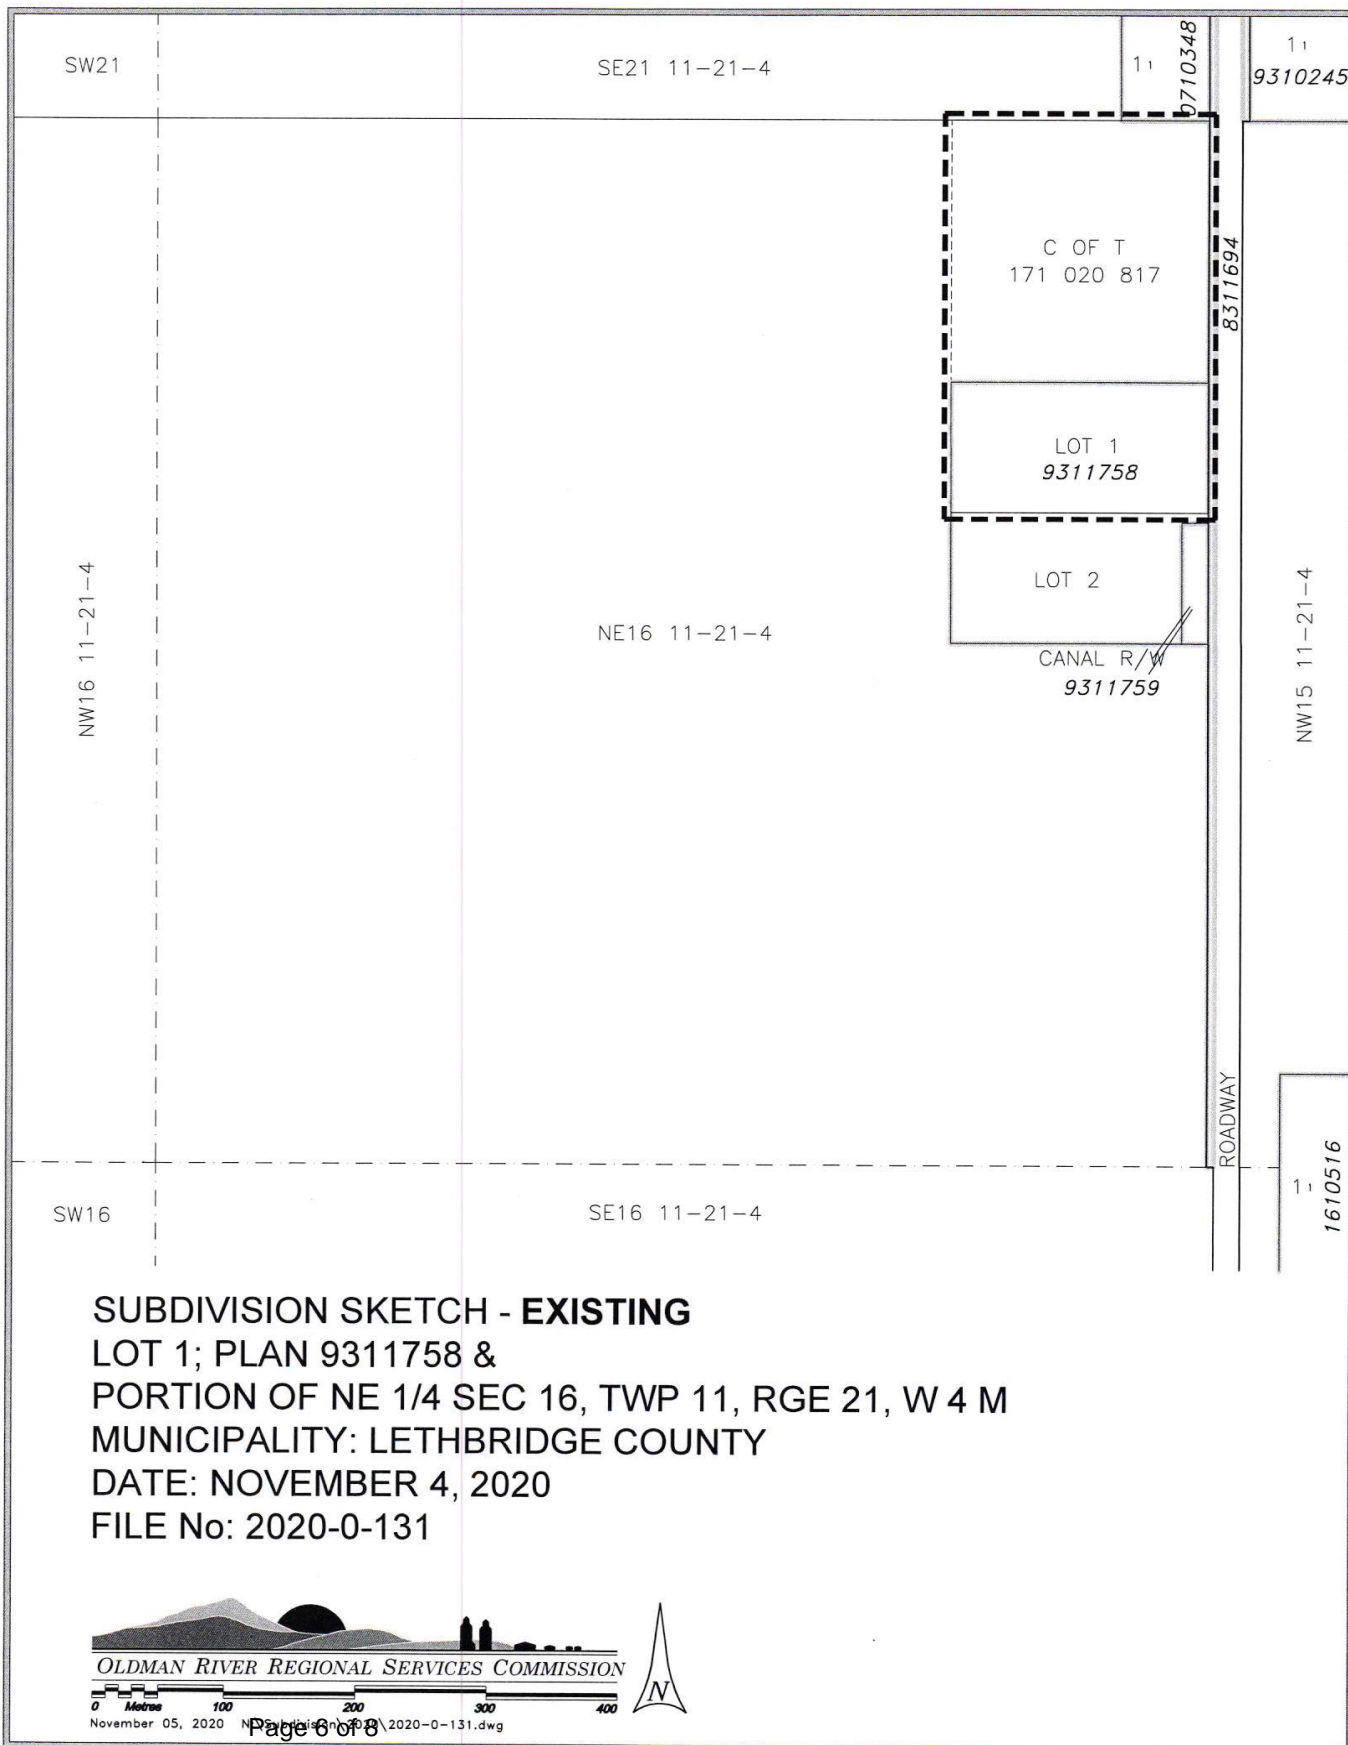 SW21
SE21 11-21-4
1
0710348
1
9310245
C OF T
171 020 817
8311694
LOT 1
9311758
LOT 2
NW16 11-21-4
NE16 11-21-4
CANAL R/W
9311759
NW15 11-21-4
ROADWAY
SW16
SE16 11-21-4
1
1610516
SUBDIVISION SKETCH - EXISTING
LOT 1; PLAN 9311758 &
PORTION OF NE 1/4 SEC 16, TWP 11, RGE 21, W 4 M
MUNICIPALITY: LETHBRIDGE COUNTY
DATE: NOVEMBER 4, 2020
FILE No: 2020-0-131
OLDMAN RIVER REGIONAL SERVICES COMMISSION
0 Metres 100 200 300 400
N
November 05, 2020 N:\Subdivision\2020\2020-0-131.dwg
Page 6 of 8